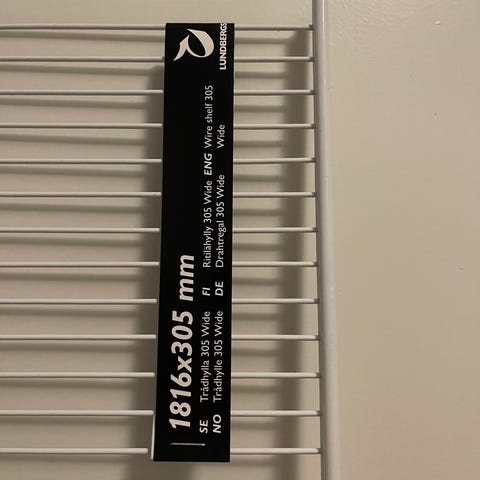 LUNDBERGS
1816x305 mm
SE Trådhylla 305 Wide FI Ritilähylly 305 Wide ENG Wire shelf 305 Wide
NO Trådhylle 305 Wide DE Drahtregal 305 Wide